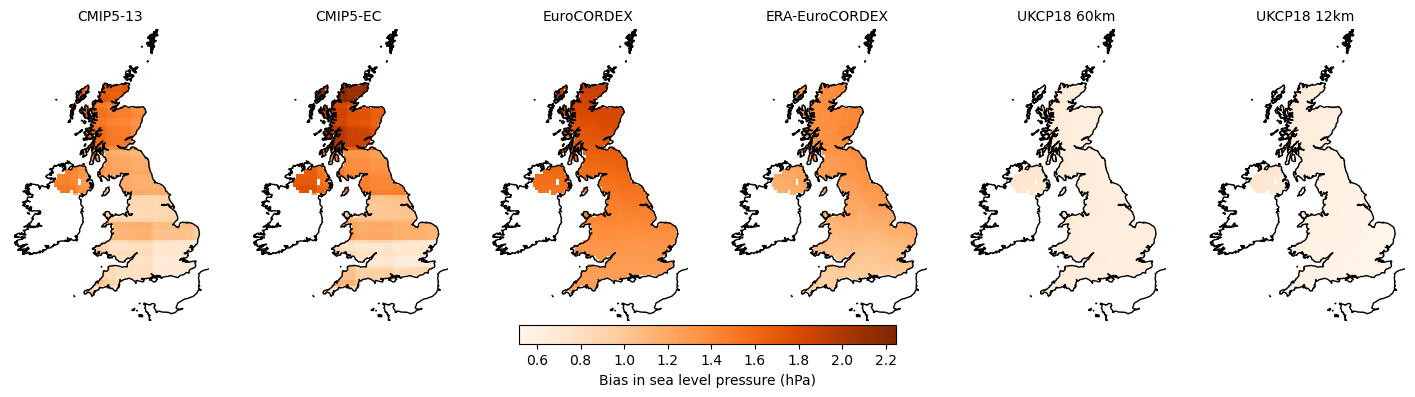 CMIP5-13 CMIP5-EC EuroCORDEX ERA-EuroCORDEX UKCP18 60km UKCP18 12km
0.6 0.8 1.0 1.2 1.4 1.6 1.8 2.0 2.2
Bias in sea level pressure (hPa)